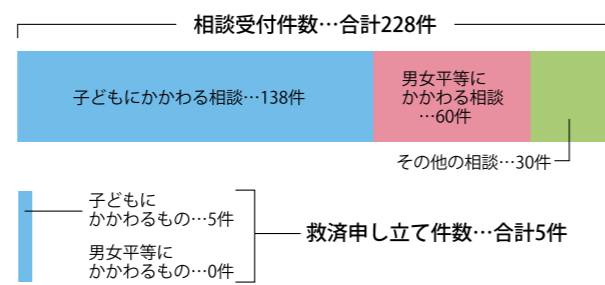 相談受付件数…合計228件
子どもにかかわる相談…138件
男女平等に
かかわる相談
…60件
その他の相談…30件
子どもに
かかわるもの…5件
男女平等に
かかわるもの…0件
救済申し立て件数…合計5件